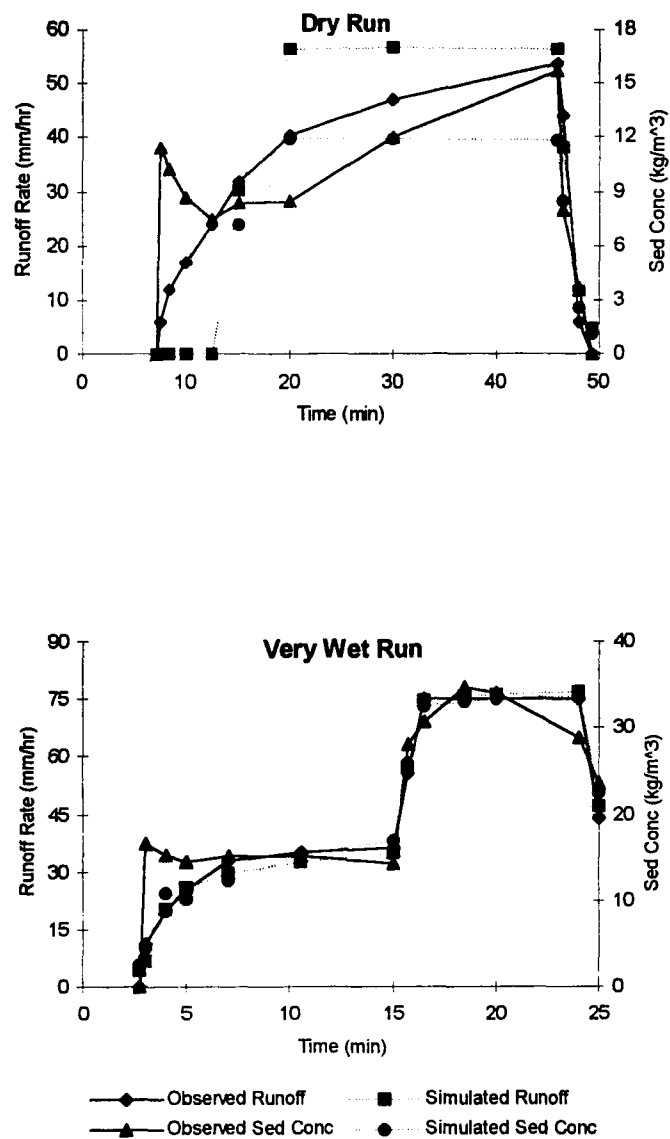 Dry Run
60 18
50 15
40 12
30 9
20 6
10 3
0 0
Runoff Rate (mm/hr)
Sed Conc (kg/m^3)
0 10 20 30 40 50
Time (min)
Very Wet Run
90 40
75 30
60
45 20
30 10
15
0 0
Runoff Rate (mm/hr)
Sed Conc (kg/m^3)
0 5 10 15 20 25
Time (min)
Observed Runoff Simulated Runoff
Observed Sed Conc Simulated Sed Conc